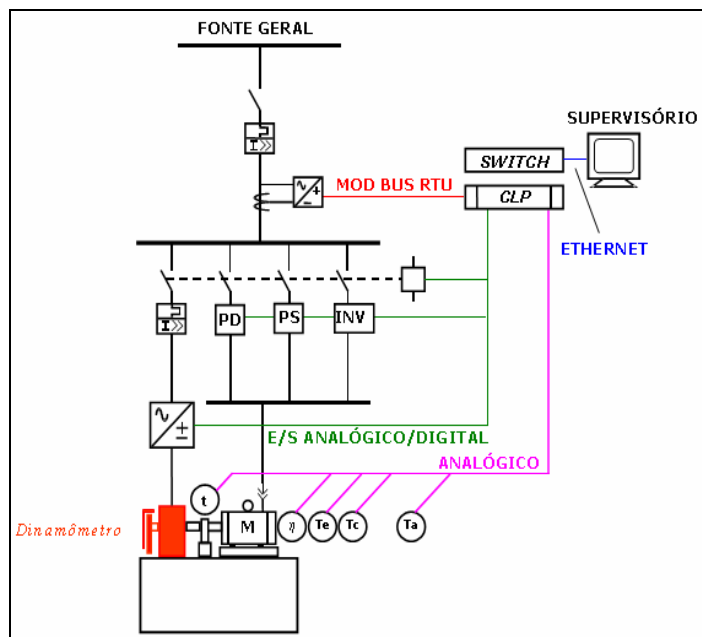 FONTE GERAL
SUPERVISÓRIO
SWITCH
I>>
MOD BUS RTU
CLP
ETHERNET
I>>
PD
PS
INV
E/S ANALÓGICO/DIGITAL
ANALÓGICO
t
Dinamômetro
M
η
Te
Tc
Ta